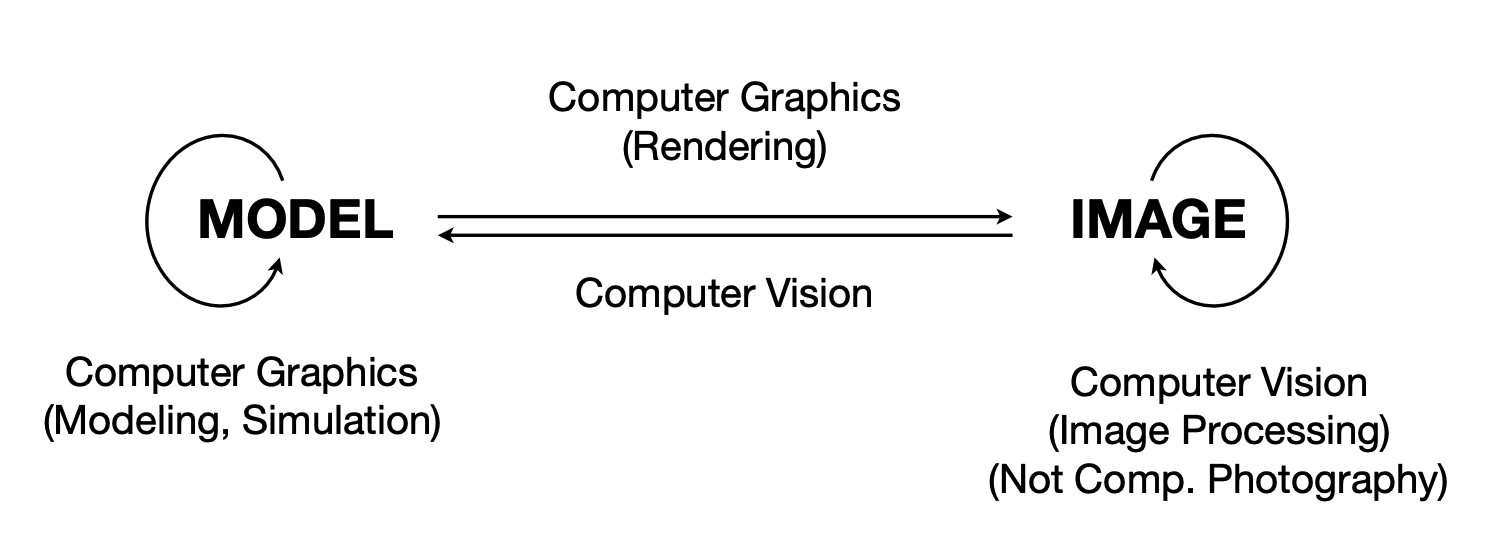 Computer Graphics
(Rendering)
MODEL
IMAGE
Computer Vision
Computer Graphics
(Modeling, Simulation)
Computer Vision
(Image Processing)
(Not Comp. Photography)